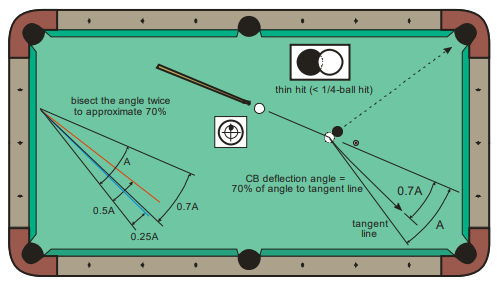 thin hit (< 1/4-ball hit)
bisect the angle twice
to approximate 70%
A
0.5A
0.7A
0.25A
CB deflection angle =
70% of angle to tangent line
0.7A
A
tangent
line